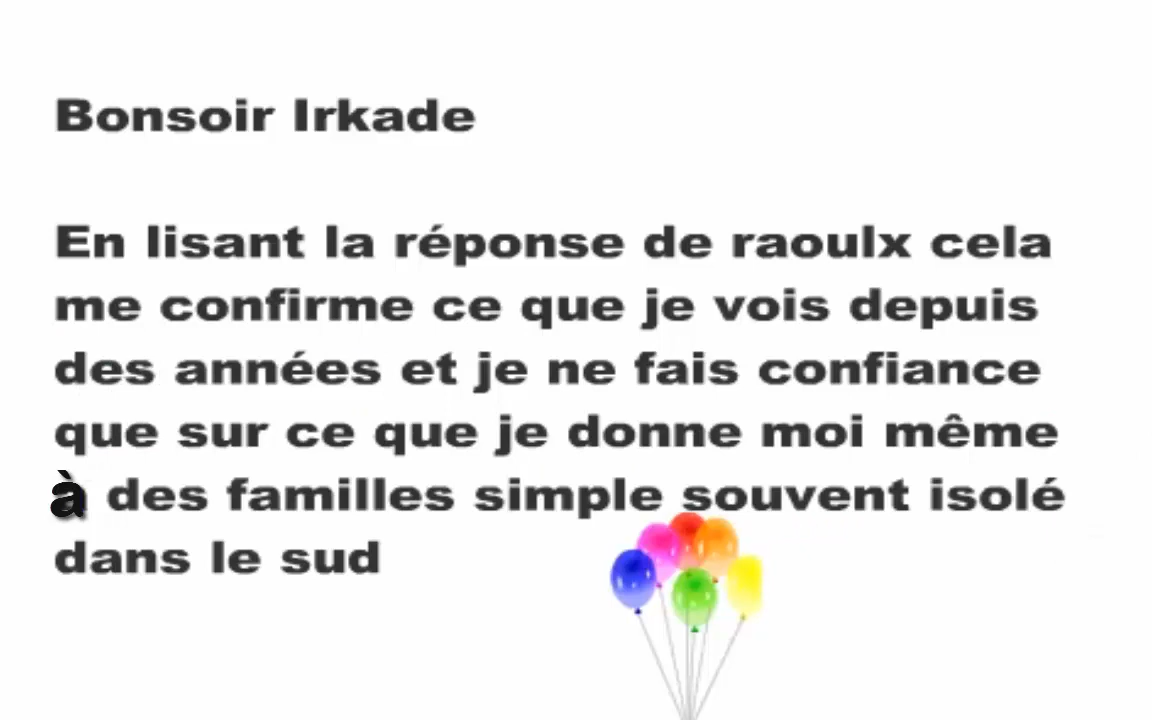 Bonsoir Irkade
En lisant la réponse de raoulx cela
me confirme ce que je vois depuis
des années et je ne fais confiance
que sur ce que je donne moi même
à des familles simple souvent isolé
dans le sud